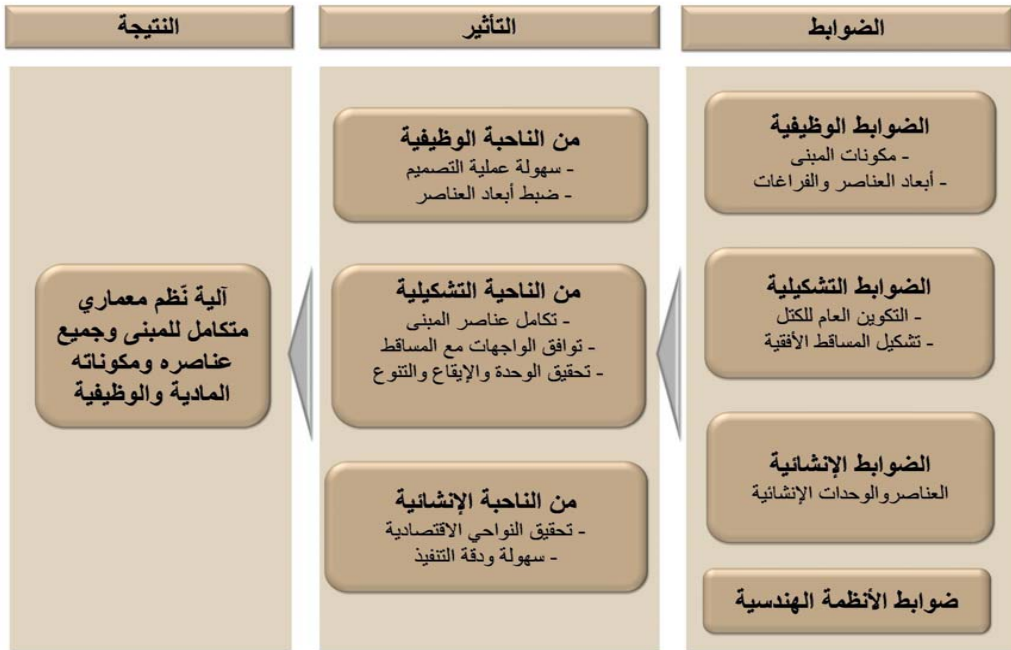 الضوابط
التأثير
النتيجة
الضوابط الوظيفية
- مكونات المبنى
- أبعاد العناصر والفراغات
الضوابط التشكيلية
- التكوين العام للكتل
- تشكيل المساقط الأفقية
الضوابط الإنشائية
العناصروالوحدات الإنشائية
ضوابط الأنظمة الهندسية
من الناحبة الوظيفية
- سهولة عملية التصميم
- ضبط أبعاد العناصر
من الناحية التشكيلية
- تكامل عناصر المبنى
- توافق الواجهات مع المساقط
- تحقيق الوحدة والإيقاع والتنوع
من الناحبة الإنشائية
- تحقيق النواحي الاقتصادية
- سهولة ودقة التنفيذ
آلية نَظم معماري
متكامل للمبنى وجميع
عناصره ومكوناته
المادية والوظيفية